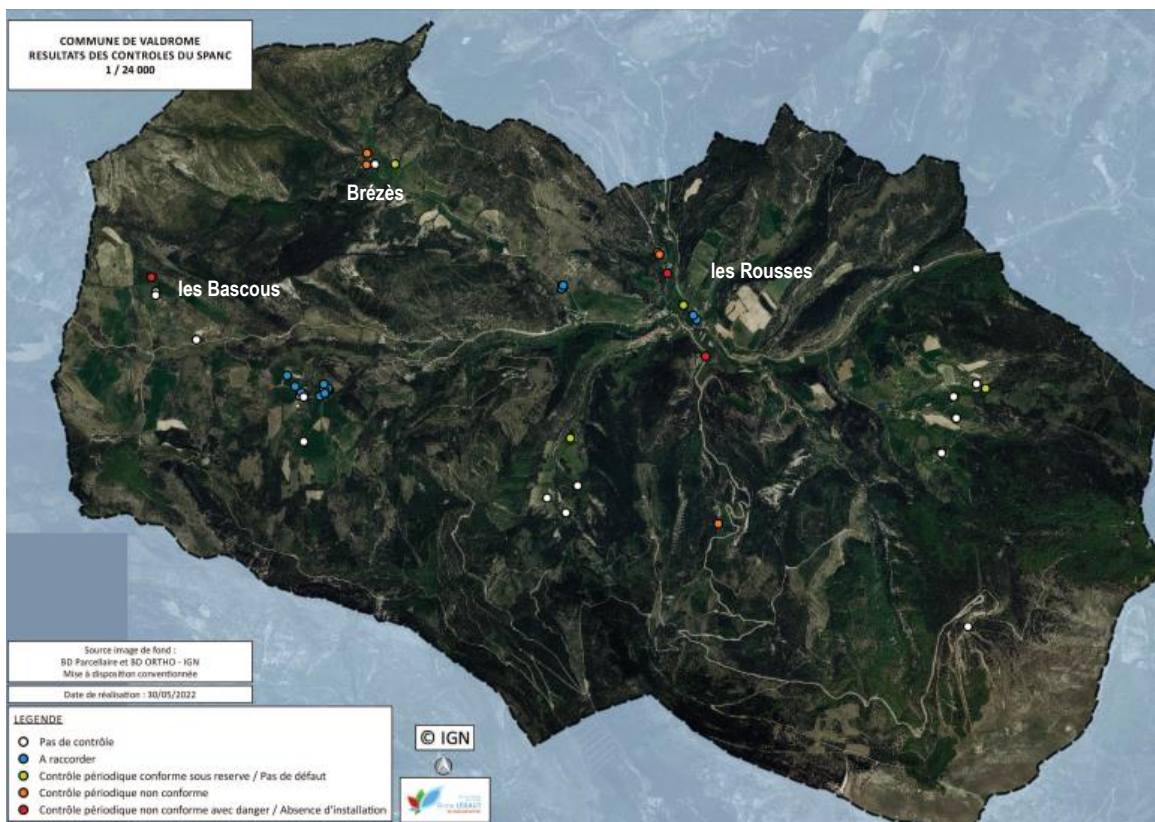 COMMUNE DE VALDROME
RESULTATS DES CONTROLES DU SPANC
1 / 24 000
Brézès
les Rousses
les Bascous
Source image de fond :
BD Parcellaire et BD ORTHO - IGN
Mise à disposition conventionnée
Date de réalisation : 30/05/2022
LEGENDE
Pas de contrôle
A raccorder
Contrôle périodique conforme sous reserve / Pas de défaut
Contrôle périodique non conforme
Contrôle périodique non conforme avec danger / Absence d'installation
© IGN